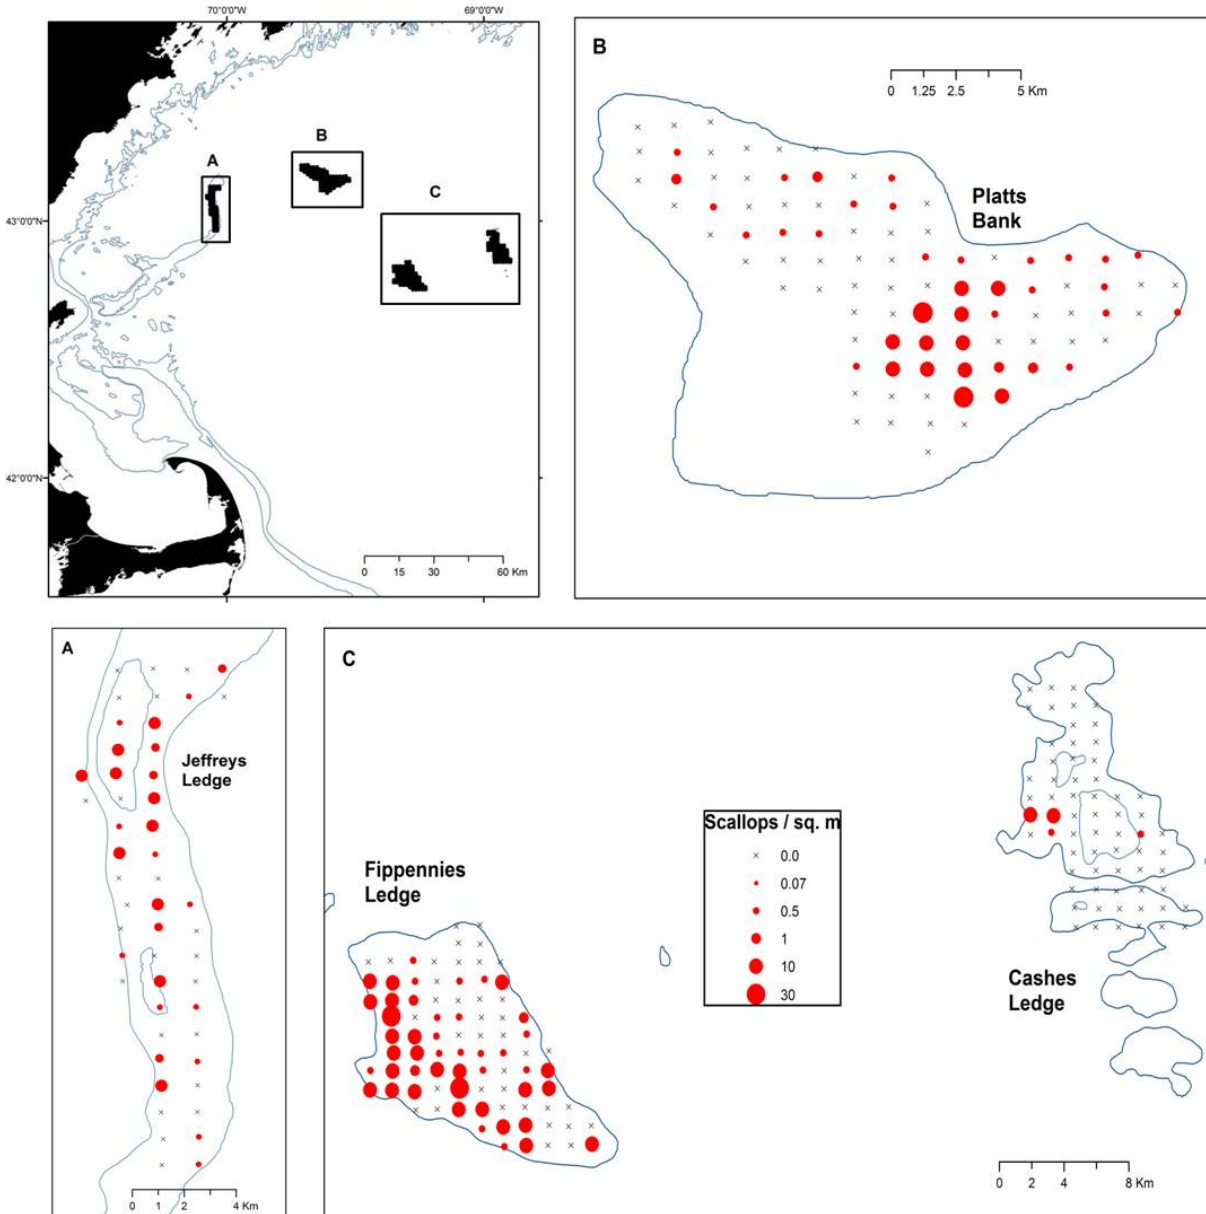 70°0'0"W 69°0'0"W
A
B
C
43°0'0"N
42°0'0"N
0 15 30 60 Km
B
0 1.25 2.5 5 Km
Platts
Bank
A
Jeffreys
Ledge
0 1 2 4 Km
C
Fippennies
Ledge
Scallops / sq. m
0.0
0.07
0.5
1
10
30
Cashes
Ledge
0 2 4 8 Km